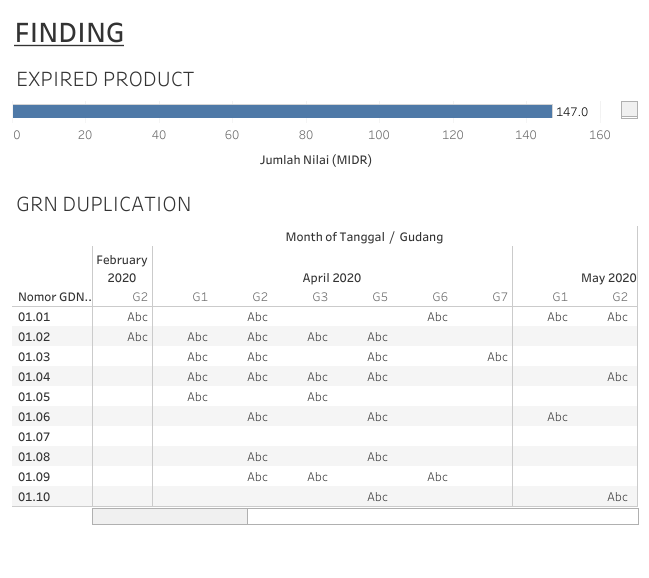 FINDING
EXPIRED PRODUCT
147.0
0 20 40 60 80 100 120 140 160
Jumlah Nilai (MIDR)
GRN DUPLICATION
Month of Tanggal / Gudang
February 2020 April 2020 May 2020
Nomor GDN.. G2 G1 G2 G3 G5 G6 G7 G1 G2
01.01 Abc Abc Abc Abc Abc
01.02 Abc Abc Abc Abc Abc
01.03 Abc Abc Abc Abc
01.04 Abc Abc Abc Abc Abc
01.05 Abc Abc
01.06 Abc Abc Abc
01.07
01.08 Abc Abc
01.09 Abc Abc Abc
01.10 Abc Abc